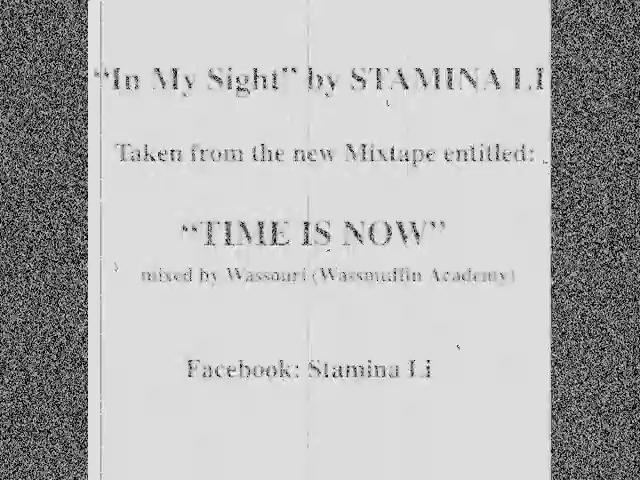 “In My Sight” by STAMINA LI
Taken from the new Mixtape entitled:
“TIME IS NOW”
mixed by Wassouri (Wassmuffin Academy)
Facebook: Stamina Li